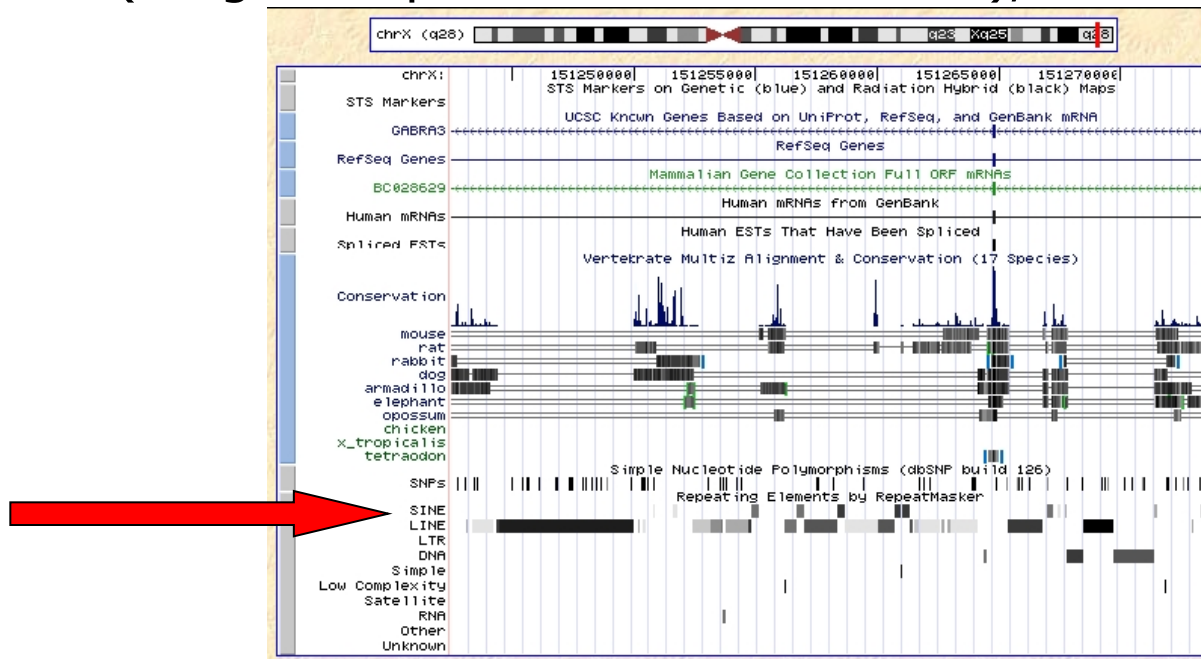 chrX (q28) q23 Xq25 q28
chrX: 151250000 151255000 151260000 151265000 151270000
STS Markers on Genetic (blue) and Radiation Hybrid (black) Maps
STS Markers
UCSC Known Genes Based on UniProt, RefSeq, and GenBank mRNA
GABRA3
RefSeq Genes
RefSeq Genes
Mammalian Gene Collection Full ORF mRNAs
BC028629
Human mRNAs from GenBank
Human mRNAs
Human ESTs That Have Been Spliced
Spliced ESTs
Vertebrate Multiz Alignment & Conservation (17 Species)
Conservation
mouse
rat
rabbit
dog
armadillo
elephant
opossum
chicken
x_tropicalis
tetraodon
Simple Nucleotide Polymorphisms (dbSNP build 126)
SNPs
Repeating Elements by RepeatMasker
SINE
LINE
LTR
DNA
Simple
Low Complexity
Satellite
RNA
Other
Unknown